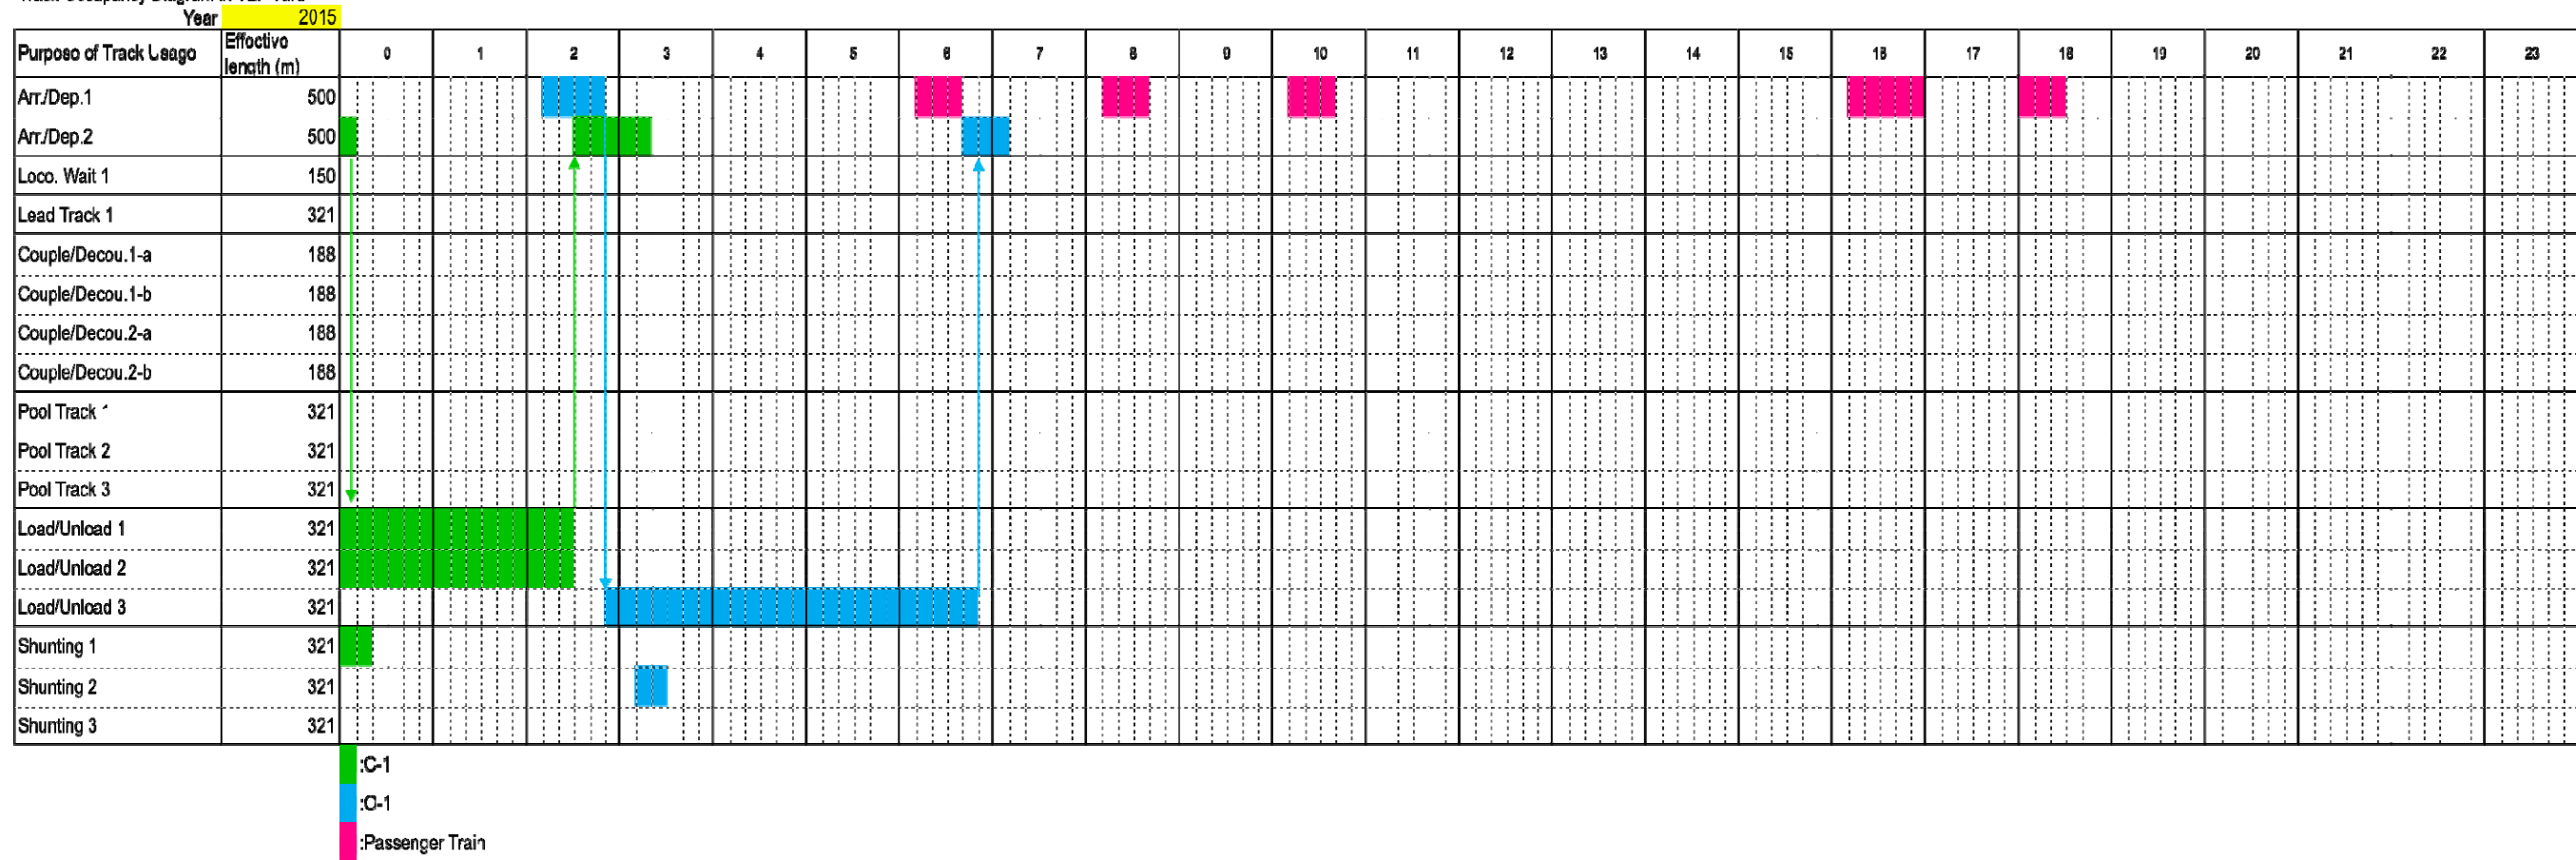 Year 2015
Purposo of Track Usago Effoctivo length (m) 0 1 2 3 4 5 6 7 8 9 10 11 12 13 14 15 16 17 18 19 20 21 22 23
Arr./Dep.1 500
Arr./Dep.2 500
Loco. Wait 1 150
Lead Track 1 321
Couple/Decou.1-a 188
Couple/Decou.1-b 188
Couple/Decou.2-a 188
Couple/Decou.2-b 188
Pool Track 1 321
Pool Track 2 321
Pool Track 3 321
Load/Unload 1 321
Load/Unload 2 321
Load/Unload 3 321
Shunting 1 321
Shunting 2 321
Shunting 3 321
:C-1
:O-1
:Passenger Train